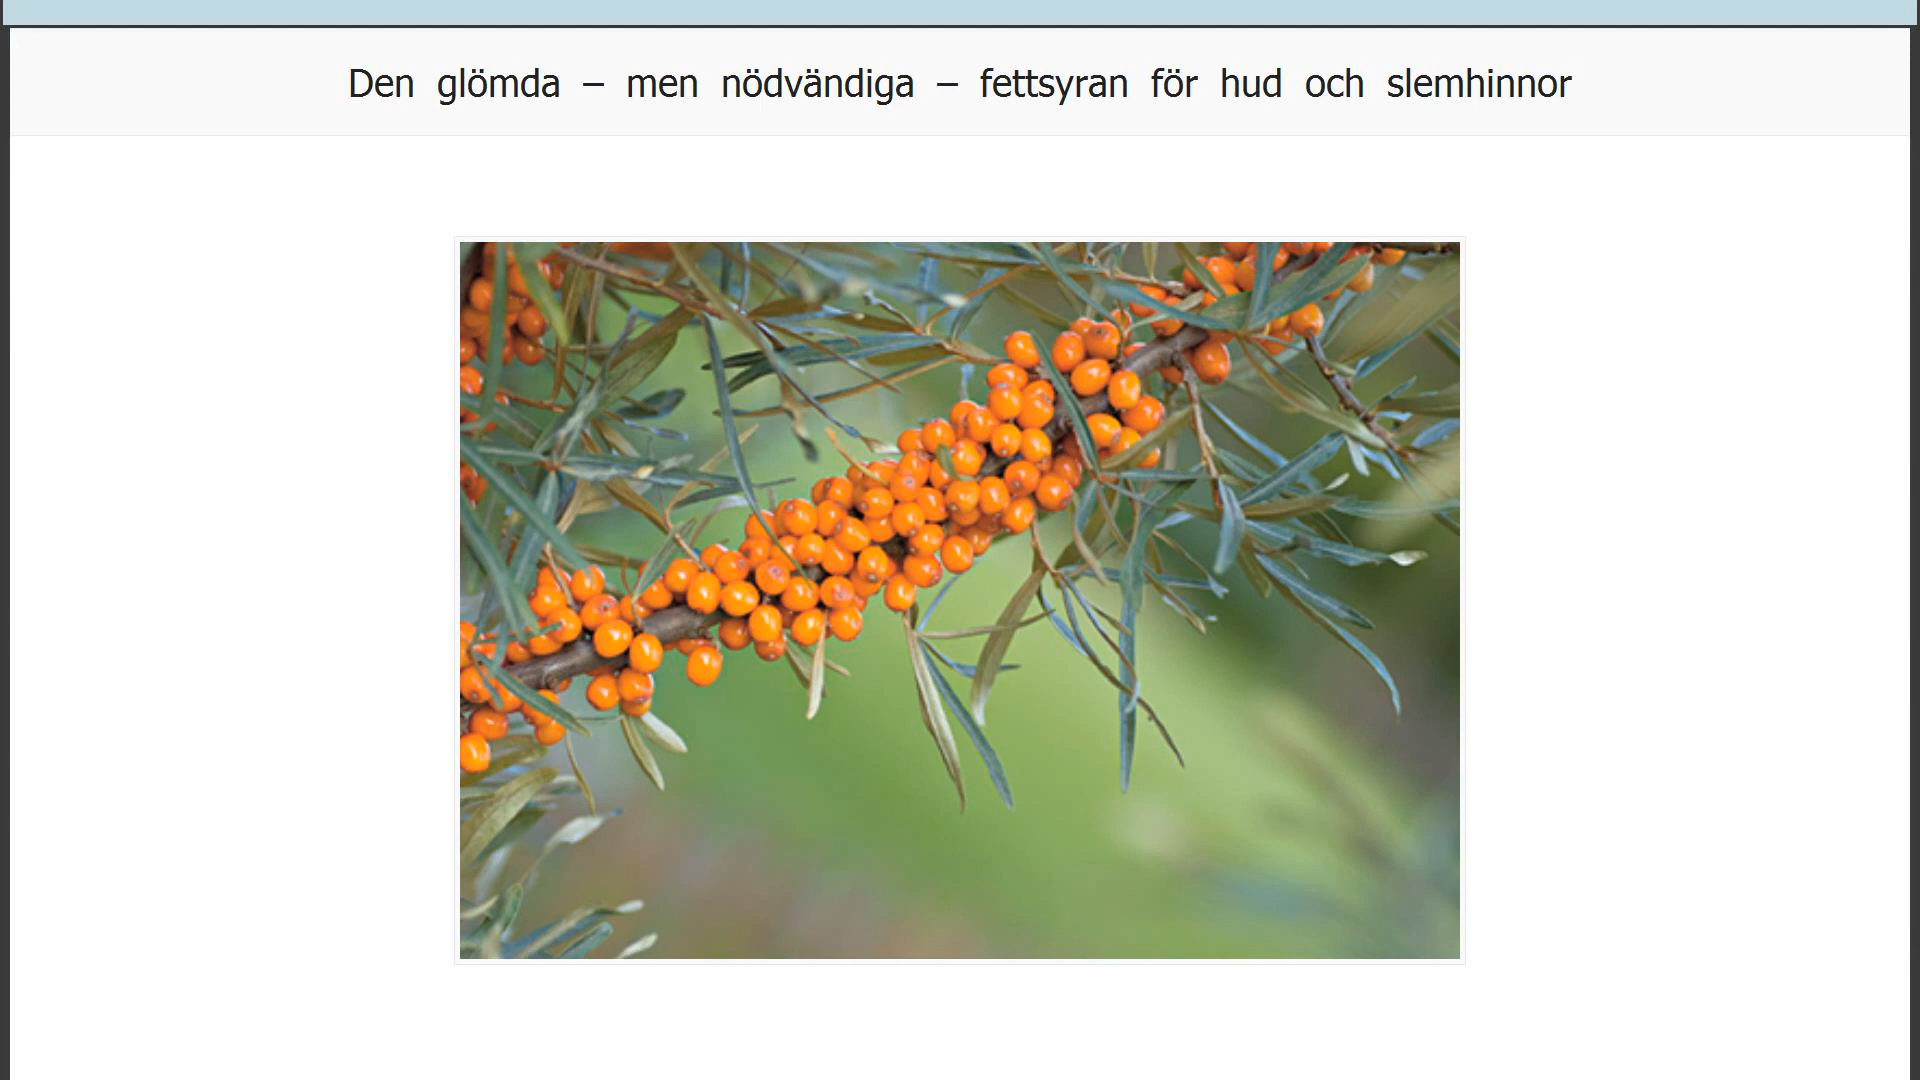 Den glömda – men nödvändiga – fettsyran för hud och slemhinnor